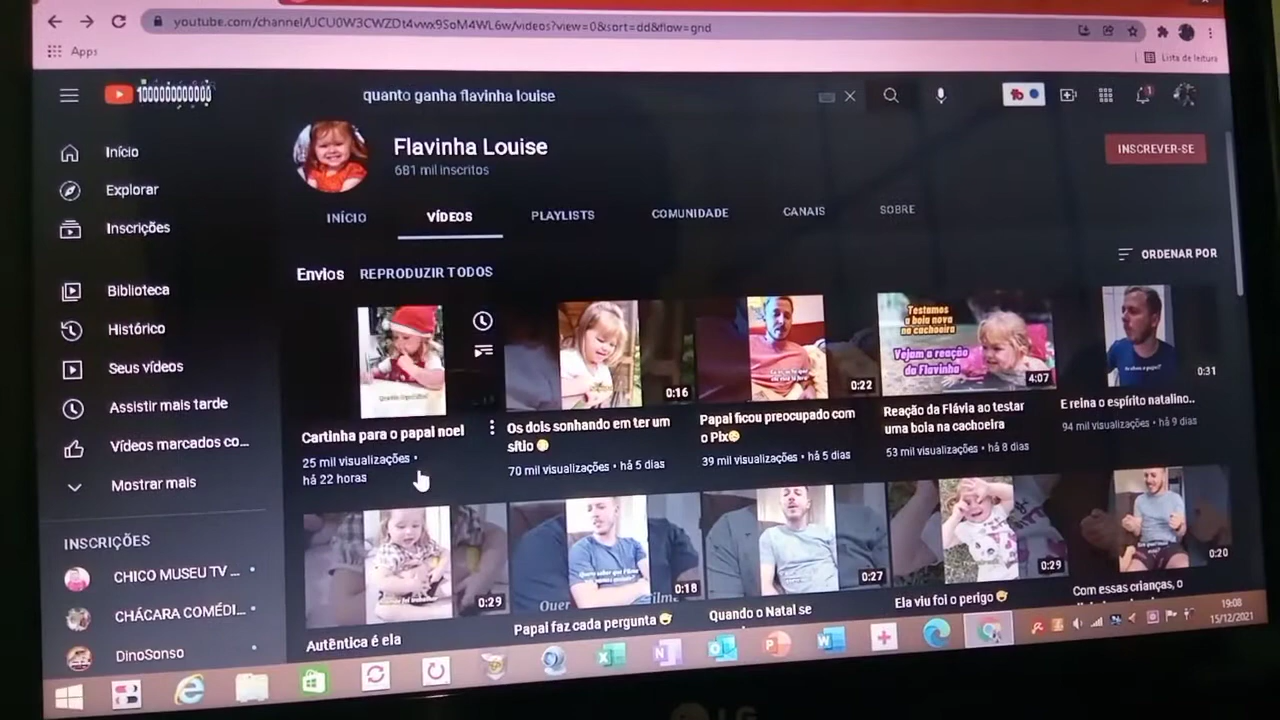 youtube.com/channel/UCU0W3CWZDt4vwx9SoM4WL6w/videos?view=0&sort=dd&flow=grid
Apps
Lista de leitura
quanto ganha flavinha louise
1
Flavinha Louise
681 mil inscritos
INSCREVER-SE
INÍCIO VÍDEOS PLAYLISTS COMUNIDADE CANAIS SOBRE
Início
Explorar
Inscrições
Biblioteca
Histórico
Seus vídeos
Assistir mais tarde
Vídeos marcados co...
Mostrar mais
INSCRIÇÕES
CHICO MUSEU TV ...
CHÁCARA COMÉDI...
DinoSonso
Envios REPRODUZIR TODOS
ORDENAR POR
Cartinha para o papai noel
25 mil visualizações •
há 22 horas
0:16
Os dois sonhando em ter um
sítio 😊
70 mil visualizações • há 5 dias
0:22
Papai ficou preocupado com
o Pix
39 mil visualizações • há 5 dias
Testamos
a boia nova
na cachoeira
Vejam a reação
da Flavinha
4:07
Reação da Flávia ao testar
uma boia na cachoeira
53 mil visualizações • há 8 dias
0:31
E reina o espírito natalino..
94 mil visualizações • há 9 dias
0:29
Autêntica é ela
0:18
Papai faz cada pergunta 😅
0:27
Quando o Natal se
0:29
Ela viu foi o perigo 😅
0:20
Com essas crianças, o
19:08
15/12/2021
LG